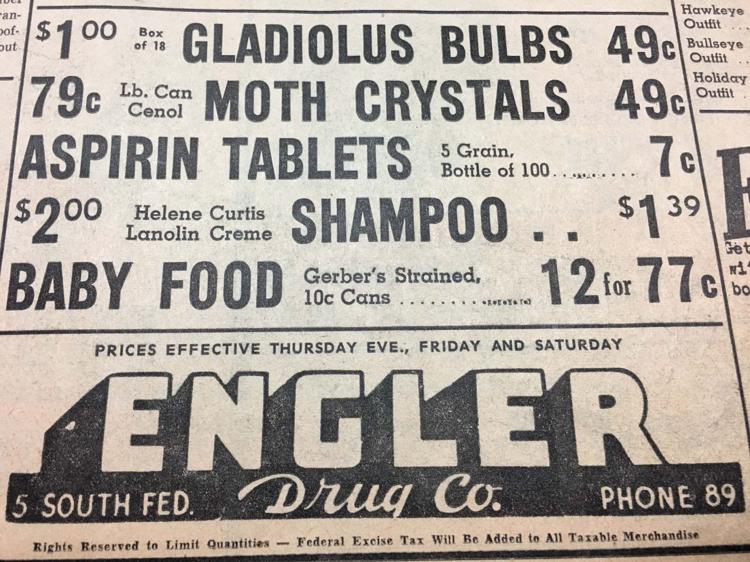 $1 00 Box of 18 GLADIOLUS BULBS 49c
79c Lb. Can Cenol MOTH CRYSTALS 49c
ASPIRIN TABLETS 5 Grain, Bottle of 100......... 7c
$2 00 Helene Curtis Lanolin Creme SHAMPOO . . $1 39
BABY FOOD Gerber's Strained, 10c Cans ................ 12 for 77c
PRICES EFFECTIVE THURSDAY EVE., FRIDAY AND SATURDAY
ENGLER
5 SOUTH FED. Drug Co. PHONE 89
Rights Reserved to Limit Quantities — Federal Excise Tax Will Be Added to All Taxable Merchandise
Hawkeye
Outfit .
Bullseye
Outfit ..
Holiday
Outfit .